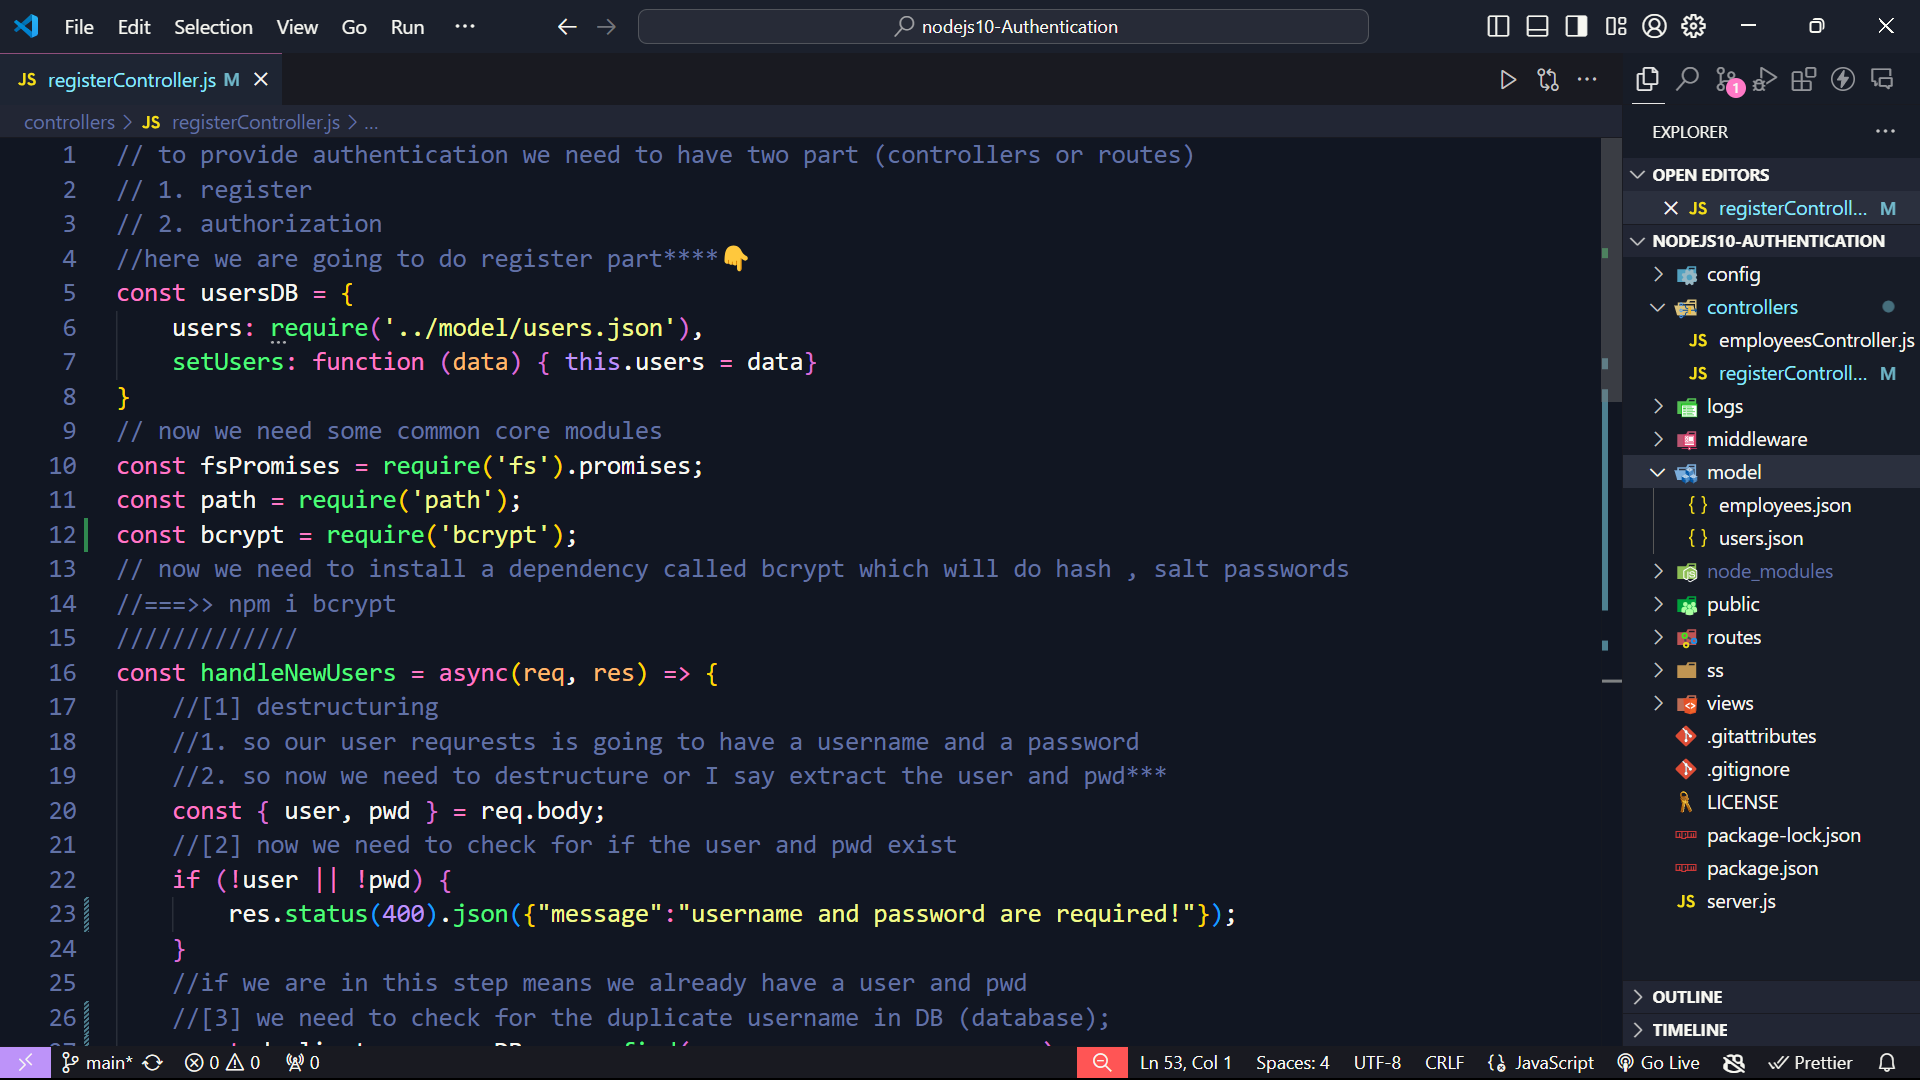 File Edit Selection View Go Run ··· nodejs10-Authentication
JS registerController.js M
controllers > JS registerController.js > ...
1 // to provide authentication we need to have two part (controllers or routes)
2 // 1. register
3 // 2. authorization
4 //here we are going to do register part****👇
5 const usersDB = {
6 users: require('../model/users.json'),
7 setUsers: function (data) { this.users = data}
8 }
9 // now we need some common core modules
10 const fsPromises = require('fs').promises;
11 const path = require('path');
12 const bcrypt = require('bcrypt');
13 // now we need to install a dependency called bcrypt which will do hash , salt passwords
14 //===>> npm i bcrypt
15 /////////////
16 const handleNewUsers = async(req, res) => {
17 //[1] destructuring
18 //1. so our user requrests is going to have a username and a password
19 //2. so now we need to destructure or I say extract the user and pwd***
20 const { user, pwd } = req.body;
21 //[2] now we need to check for if the user and pwd exist
22 if (!user || !pwd) {
23 res.status(400).json({"message":"username and password are required!"});
24 }
25 //if we are in this step means we already have a user and pwd
26 //[3] we need to check for the duplicate username in DB (database);
1
EXPLORER
OPEN EDITORS
JS registerControll... M
NODEJS10-AUTHENTICATION
config
controllers
JS employeesController.js
JS registerControll... M
logs
middleware
model
{ } employees.json
{ } users.json
node_modules
public
routes
ss
views
.gitattributes
.gitignore
LICENSE
package-lock.json
package.json
JS server.js
OUTLINE
TIMELINE
main* 0 0 0 Ln 53, Col 1 Spaces: 4 UTF-8 CRLF JavaScript Go Live Prettier